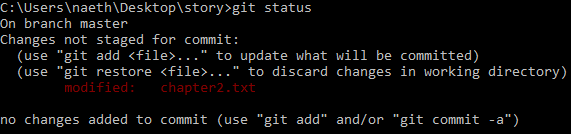 C:\Users\naeth\Desktop\story>git status
On branch master
Changes not staged for commit:
  (use "git add <file>..." to update what will be committed)
  (use "git restore <file>..." to discard changes in working directory)
        modified:   chapter2.txt
no changes added to commit (use "git add" and/or "git commit -a")